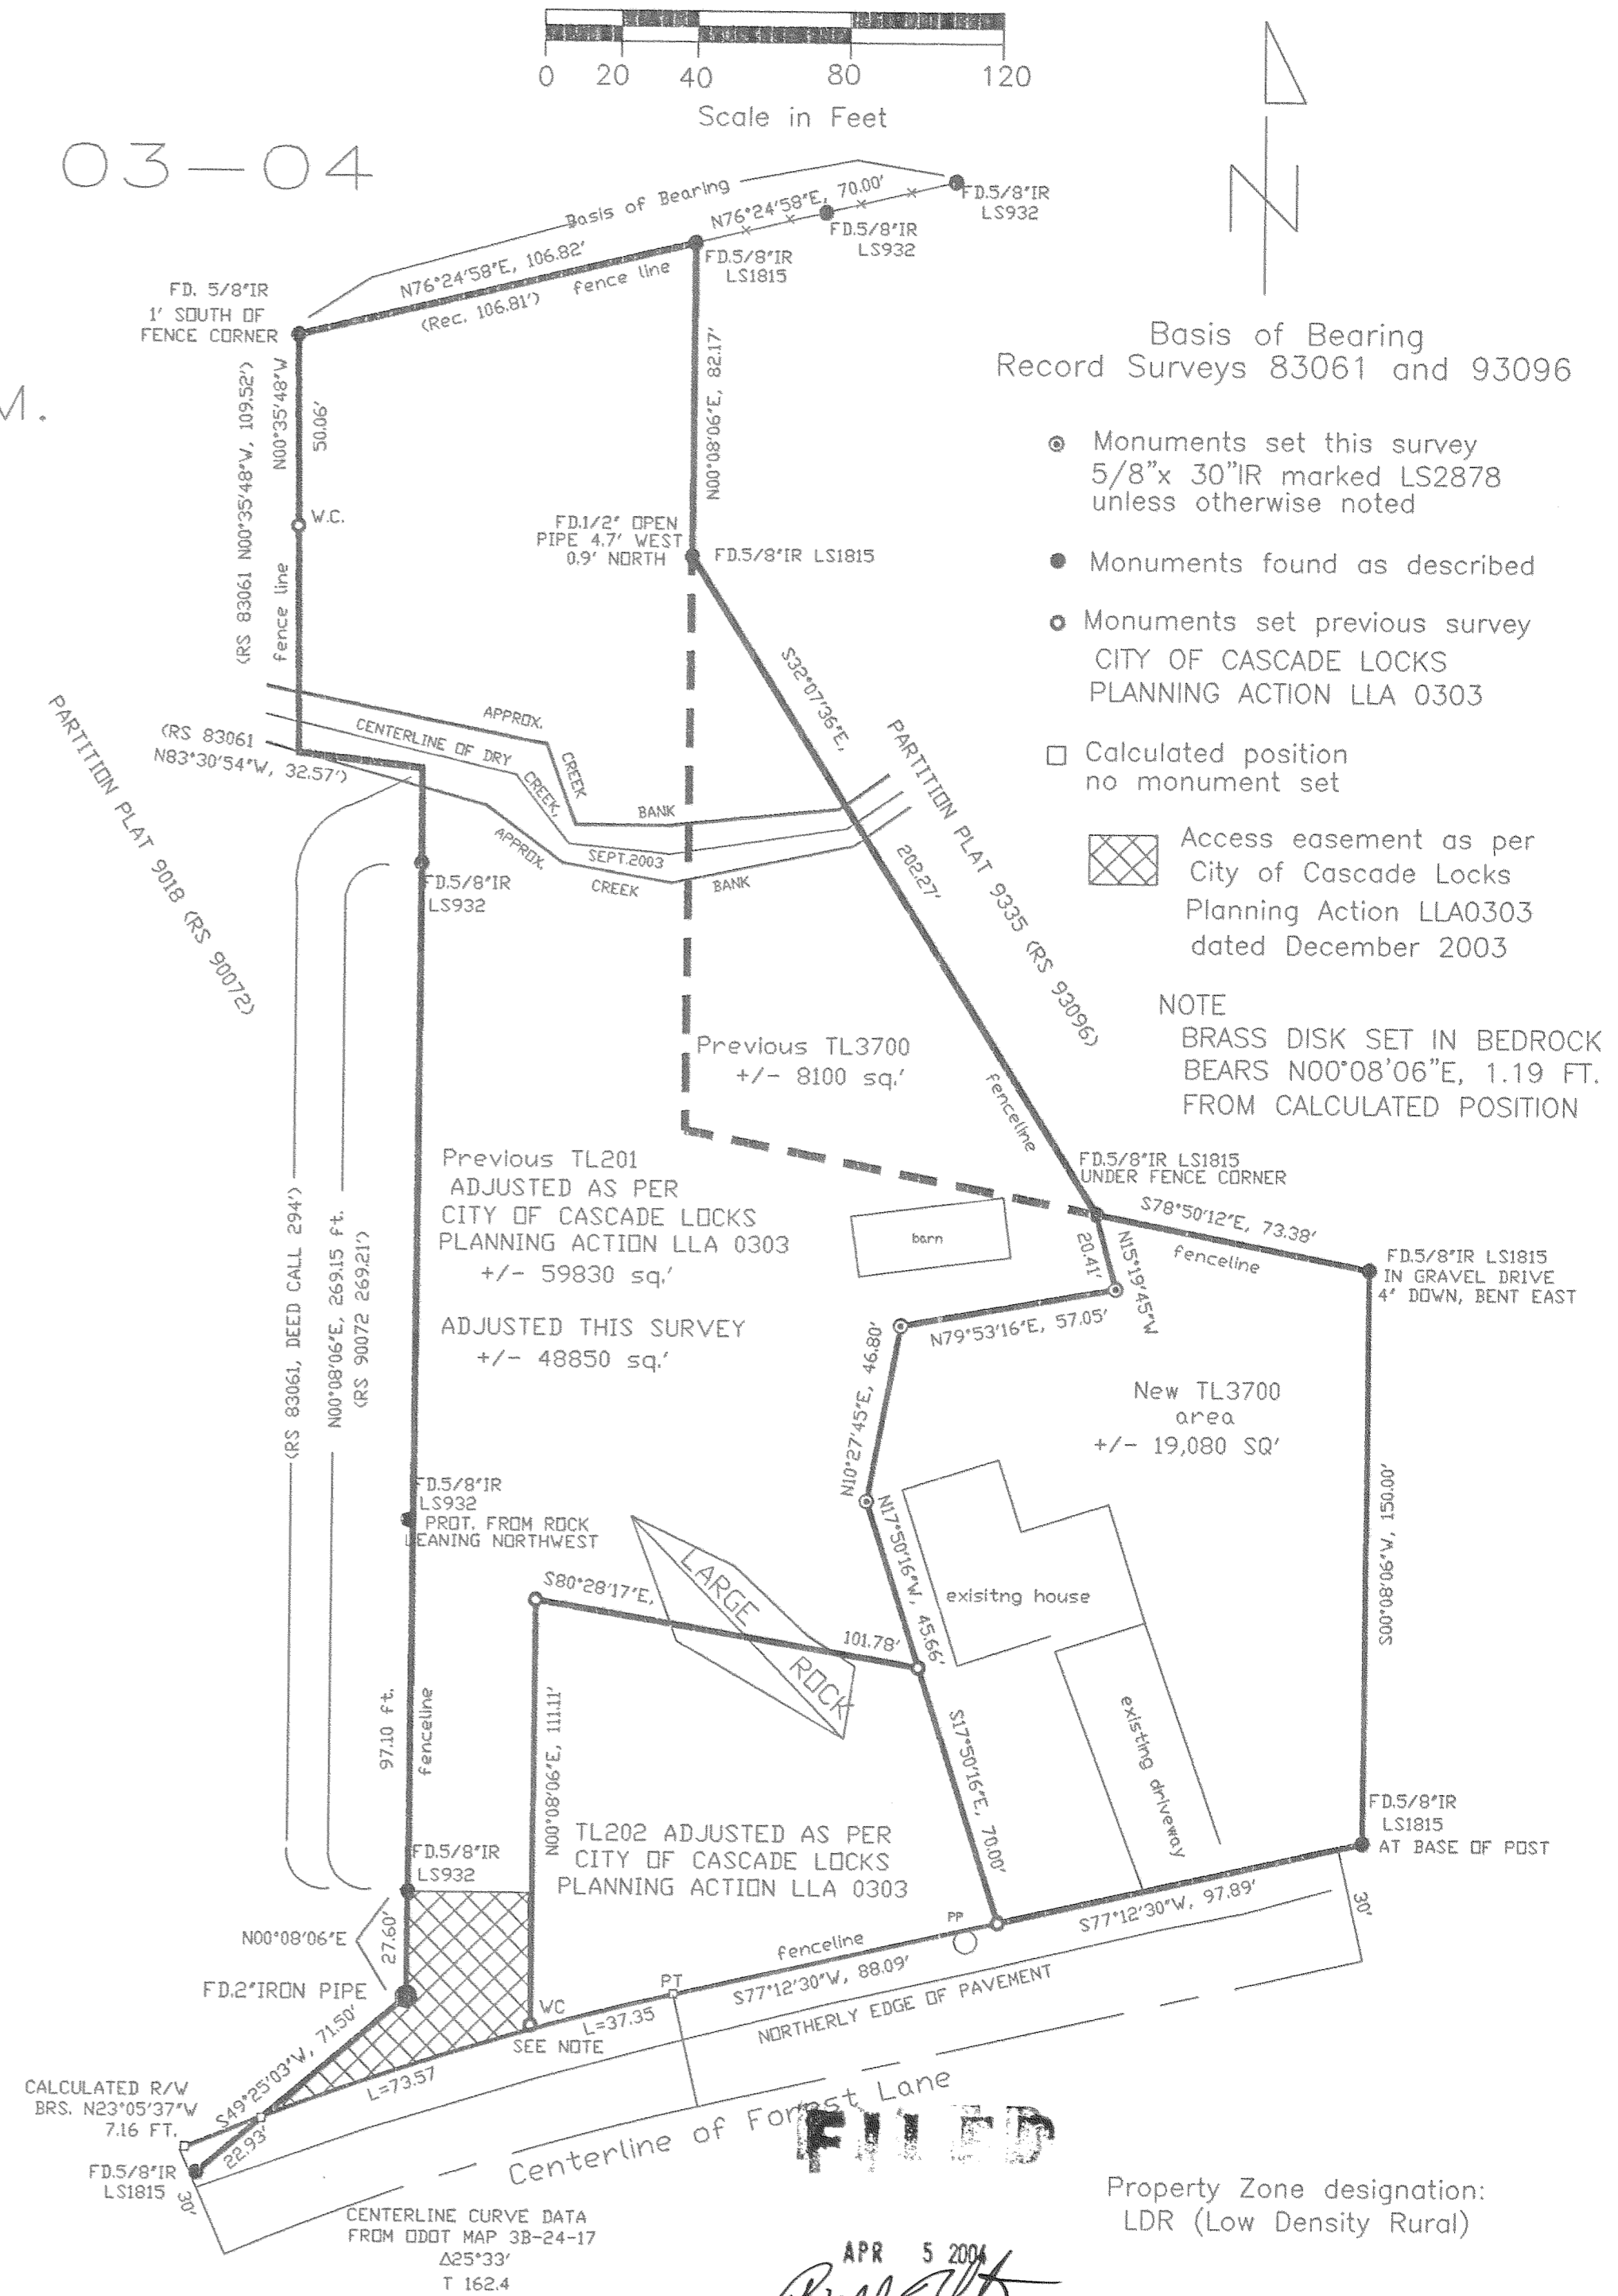 0 20 40 80 120
Scale in Feet
03-04
M.
N
Basis of Bearing
N76°24'58"E, 70.00'
FD.5/8"IR
LS932
FD.5/8"IR
LS932
N76°24'58"E, 106.82'
(Rec. 106.81')
fence line
FD.5/8"IR
LS1815
FD. 5/8"IR
1' SOUTH OF
FENCE CORNER
Basis of Bearing
Record Surveys 83061 and 93096
(RS 83061 N00°35'48"W, 109.52')
N00°35'48"W
50.06'
W.C.
fence line
N00°08'06"E, 82.17'
FD.1/2" OPEN
PIPE 4.7' WEST
0.9' NORTH
FD.5/8"IR LS1815
Monuments set this survey
5/8"x 30"IR marked LS2878
unless otherwise noted
Monuments found as described
Monuments set previous survey
CITY OF CASCADE LOCKS
PLANNING ACTION LLA 0303
Calculated position
no monument set
Access easement as per
City of Cascade Locks
Planning Action LLA0303
dated December 2003
NOTE
BRASS DISK SET IN BEDROCK
BEARS N00°08'06"E, 1.19 FT.
FROM CALCULATED POSITION
S32°07'36"E,
202.27'
PARTITION PLAT 9335 (RS 93096)
fenceline
PARTITION PLAT 9018 (RS 90072)
(RS 83061
N83°30'54"W, 32.57')
APPROX.
CREEK
BANK
CENTERLINE OF DRY
CREEK,
SEPT.2003
APPROX.
CREEK
BANK
FD.5/8"IR
LS932
Previous TL3700
+/- 8100 sq.'
(RS 83061, DEED CALL 294')
N00°08'06"E, 269.15 ft.
(RS 90072 269.21')
Previous TL201
ADJUSTED AS PER
CITY OF CASCADE LOCKS
PLANNING ACTION LLA 0303
+/- 59830 sq.'
ADJUSTED THIS SURVEY
+/- 48850 sq.'
barn
FD.5/8"IR LS1815
UNDER FENCE CORNER
S78°50'12"E, 73.38'
fenceline
FD.5/8"IR LS1815
IN GRAVEL DRIVE
4" DOWN, BENT EAST
N15°19'45"W
20.41'
N79°53'16"E, 57.05'
N10°27'45"E, 46.80'
New TL3700
area
+/- 19,080 SQ'
S00°08'06"W, 150.00'
N17°50'16"W, 45.66'
exisitng house
existing driveway
FD.5/8"IR
LS932
PROT. FROM ROCK
LEANING NORTHWEST
S80°28'17"E,
101.78'
LARGE
ROCK
97.10 ft.
fenceline
N00°08'06"E, 111.11'
S17°50'16"E, 70.00'
TL202 ADJUSTED AS PER
CITY OF CASCADE LOCKS
PLANNING ACTION LLA 0303
FD.5/8"IR
LS1815
AT BASE OF POST
FD.5/8"IR
LS932
N00°08'06"E
27.60'
FD.2"IRON PIPE
PP
fenceline
S77°12'30"W, 97.89'
30'
PT
S77°12'30"W, 88.09'
NORTHERLY EDGE OF PAVEMENT
WC
L=37.35
SEE NOTE
S49°25'03"W, 71.50'
L=73.57
CALCULATED R/W
BRS. N23°05'37"W
7.16 FT.
22.93'
FD.5/8"IR
LS1815
30'
Centerline of Forest Lane
FILED
CENTERLINE CURVE DATA
FROM ODOT MAP 3B-24-17
Δ25°33'
T 162.4
APR 5 2004
Property Zone designation:
LDR (Low Density Rural)